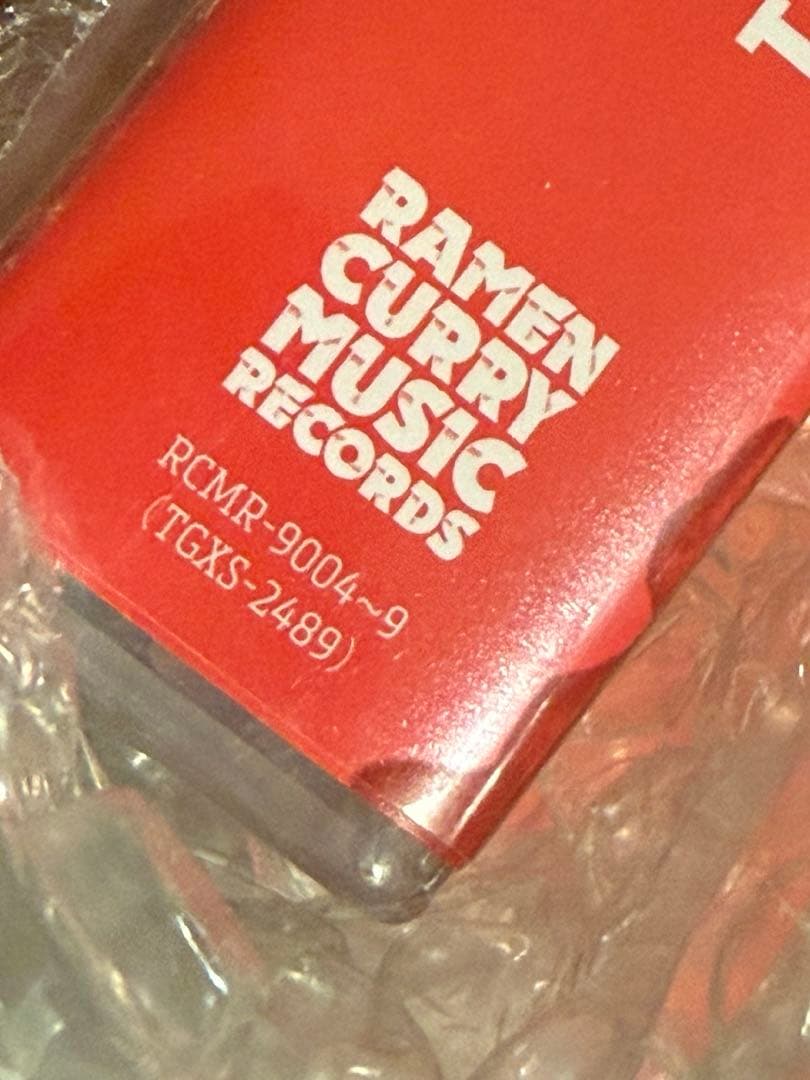 T
RAMEN
CURRY
MUSIC
RECORDS
RCMR-9004~9
(TGXS-2489)